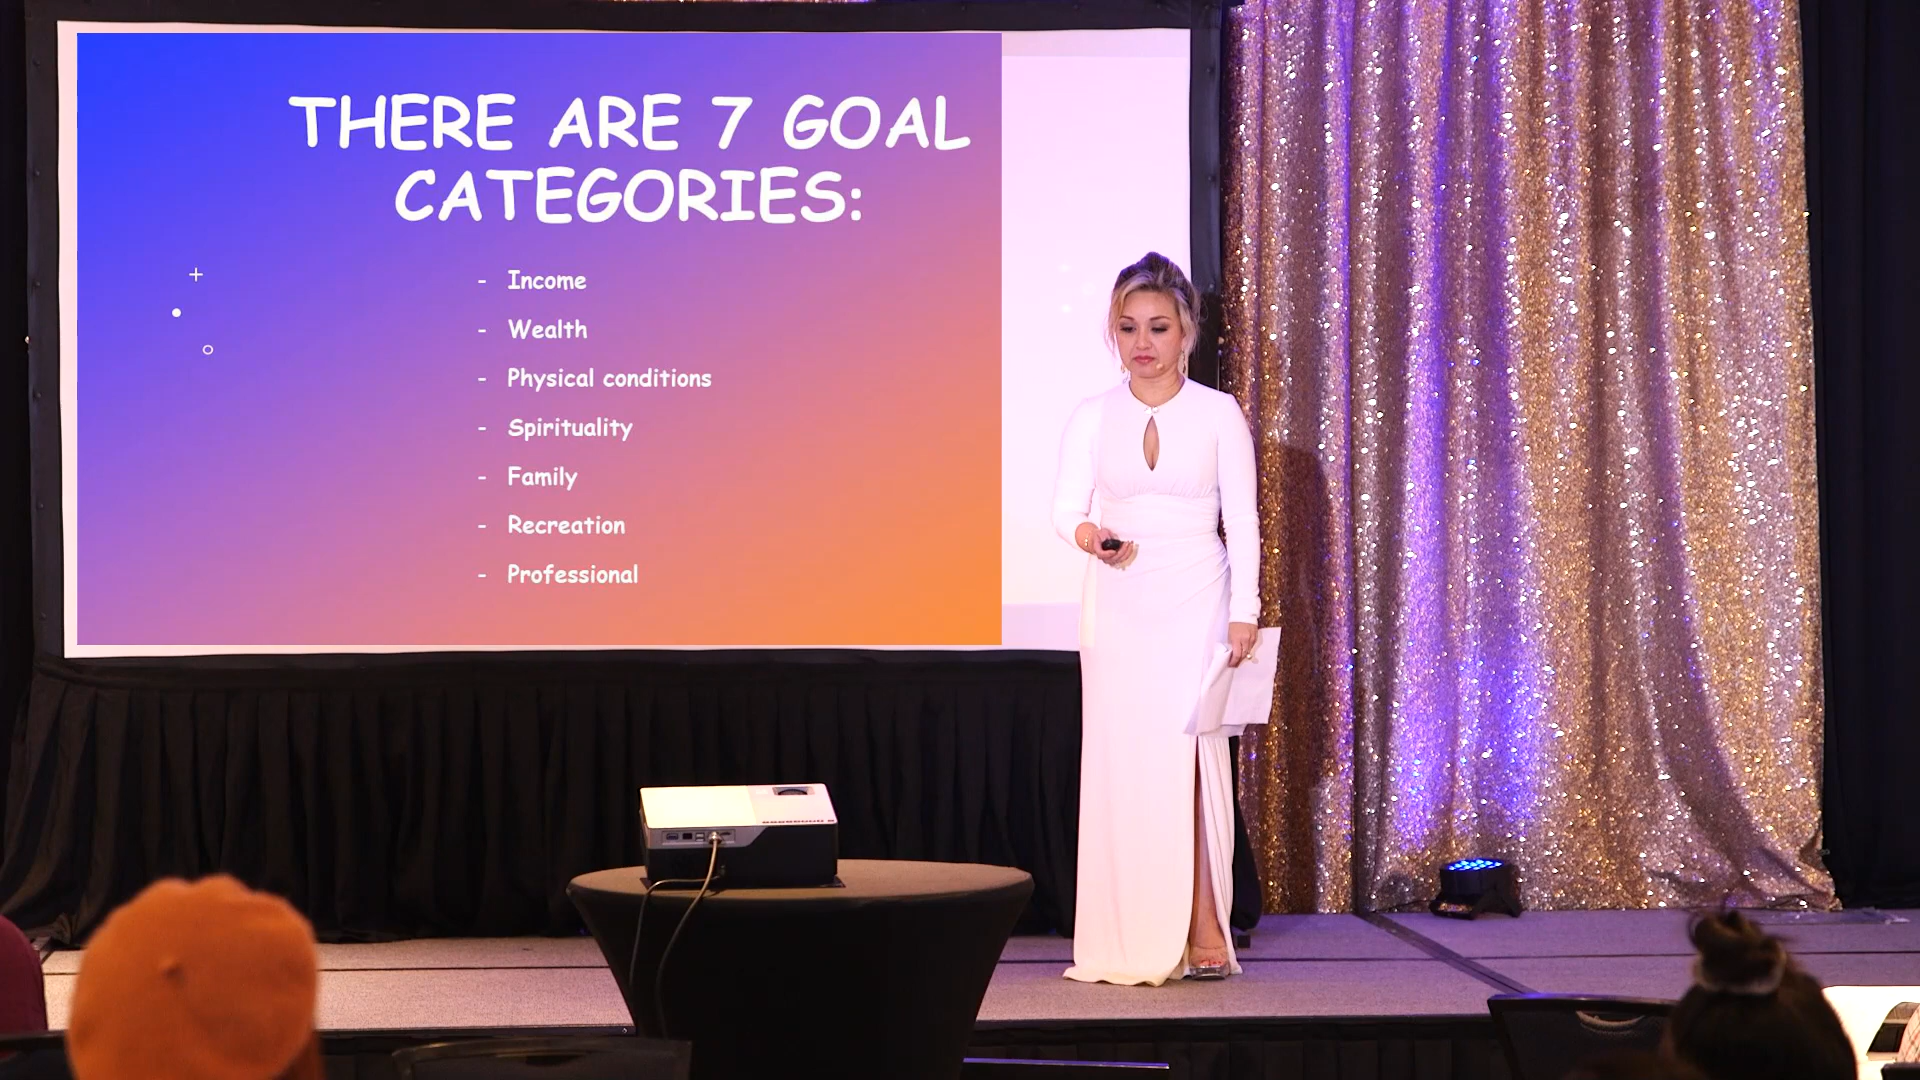 THERE ARE 7 GOAL
CATEGORIES:
- Income
- Wealth
- Physical conditions
- Spirituality
- Family
- Recreation
- Professional